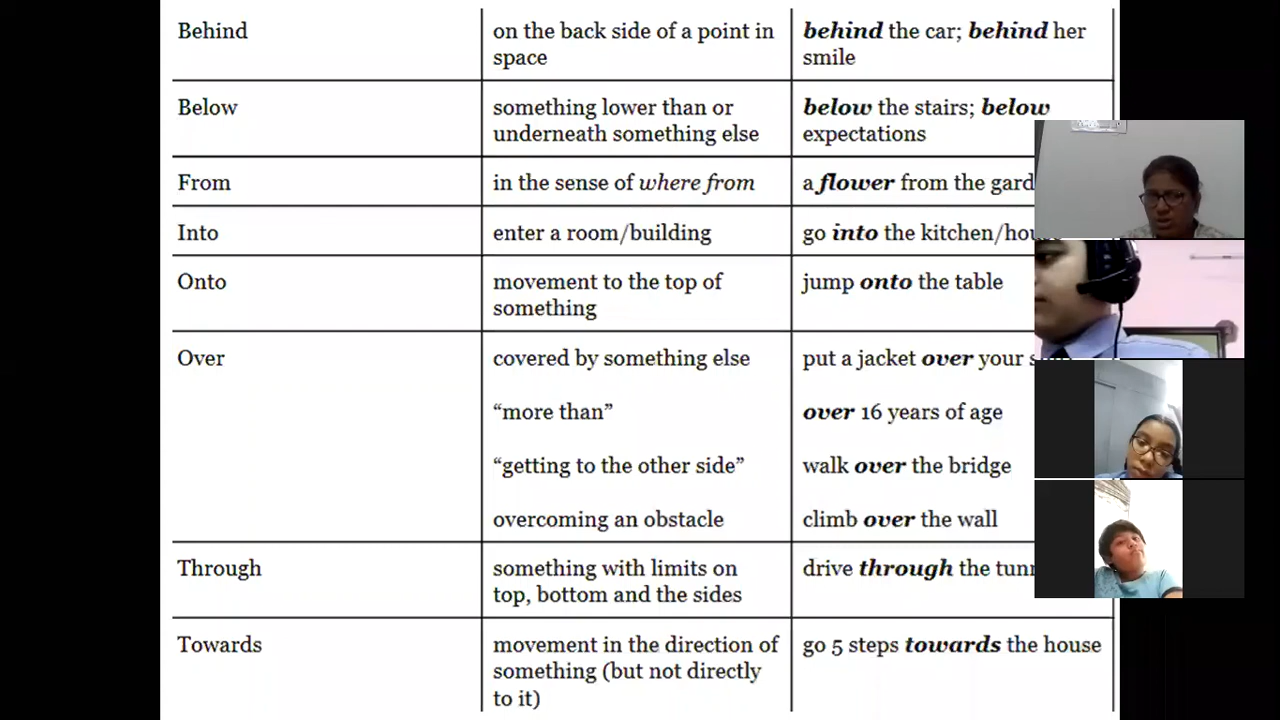 Behind
on the back side of a point in
space
behind the car; behind her
smile
Below
something lower than or
underneath something else
below the stairs; below
expectations
From
in the sense of where from
a flower from the
Into
enter a room/building
go into the
Onto
movement to the top of
something
jump onto the table
Over
covered by something else
put a jacket over your
“more than”
over 16 years of age
“getting to the other side”
walk over the bridge
overcoming an obstacle
climb over the wall
Through
something with limits on
top, bottom and the sides
drive through the
Towards
movement in the direction of
something (but not directly
to it)
go 5 steps towards the house